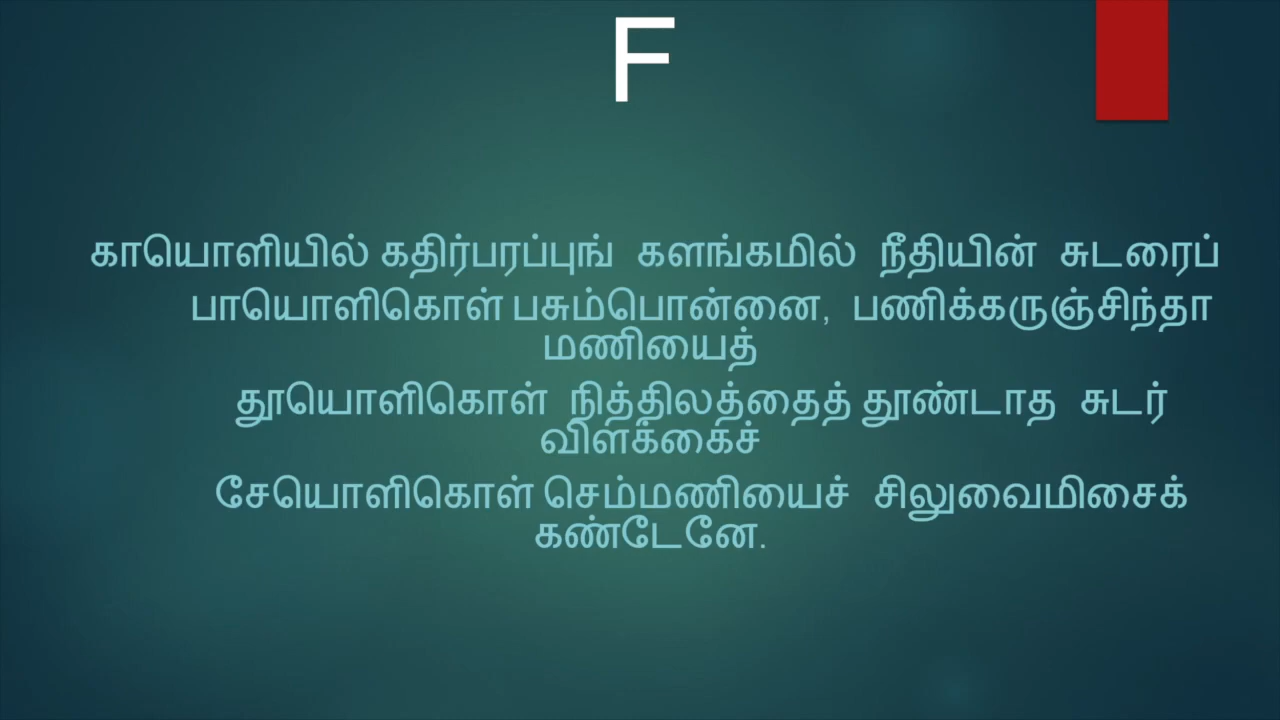 F
காயொளியில் கதிர்பரப்புங் களங்கமில் நீதியின் சுடரைப்
பாயொளிகொள் பசும்பொன்னை, பணிக்கருஞ்சிந்தா
மணியைத்
தூயொளிகொள் நித்திலத்தைத் தூண்டாத சுடர்
விளக்கைச்
சேயொளிகொள் செம்மணியைச் சிலுவைமிசைக்
கண்டேனே.